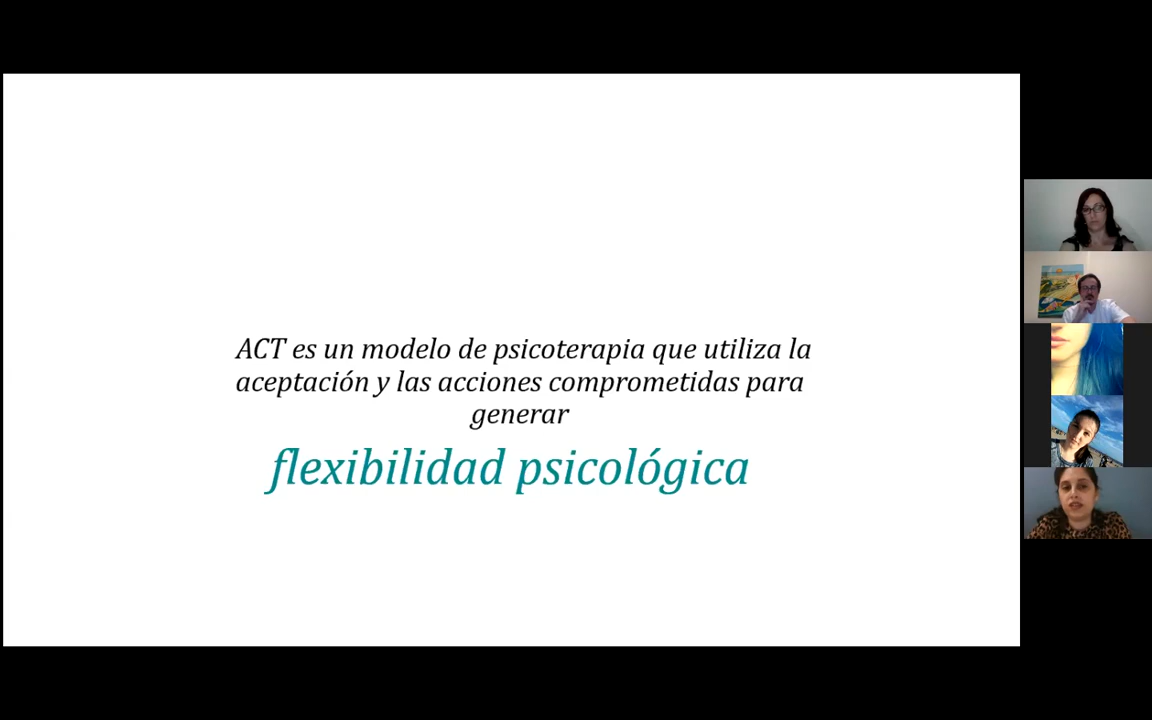 ACT es un modelo de psicoterapia que utiliza la
aceptación y las acciones comprometidas para
generar
flexibilidad psicológica